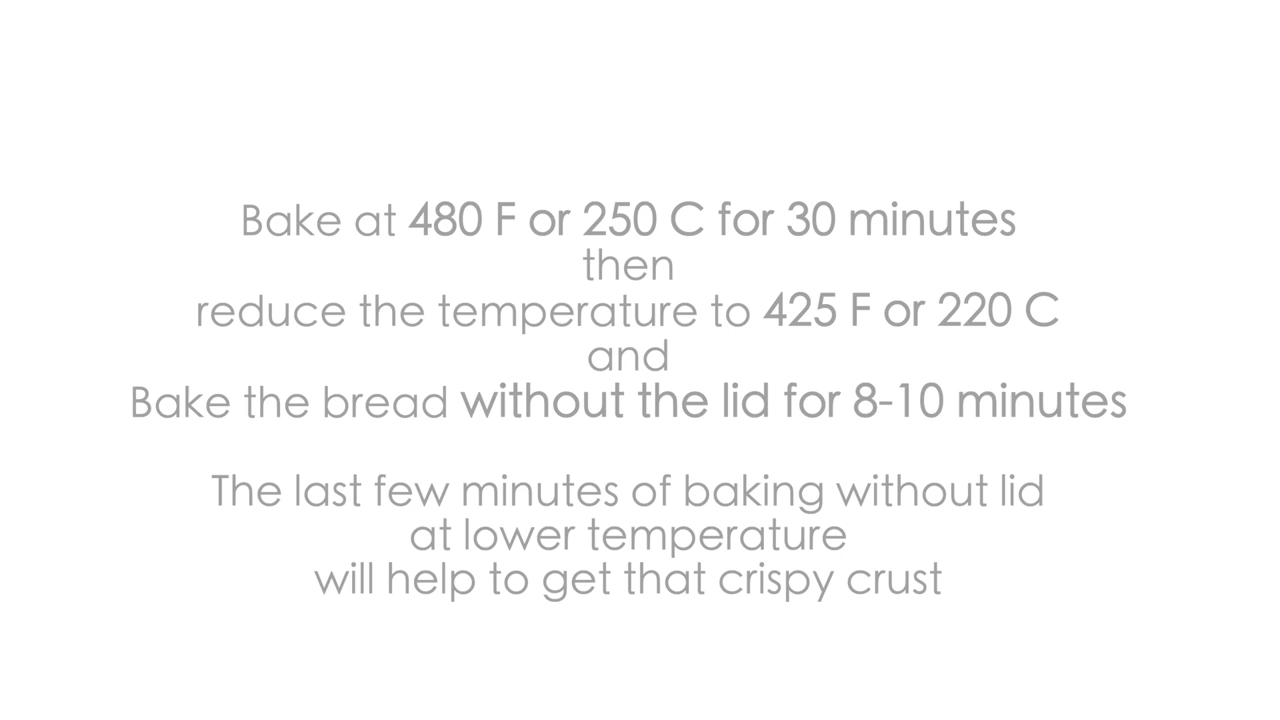 Bake at 480 F or 250 C for 30 minutes
then
reduce the temperature to 425 F or 220 C
and
Bake the bread without the lid for 8-10 minutes
The last few minutes of baking without lid
at lower temperature
will help to get that crispy crust